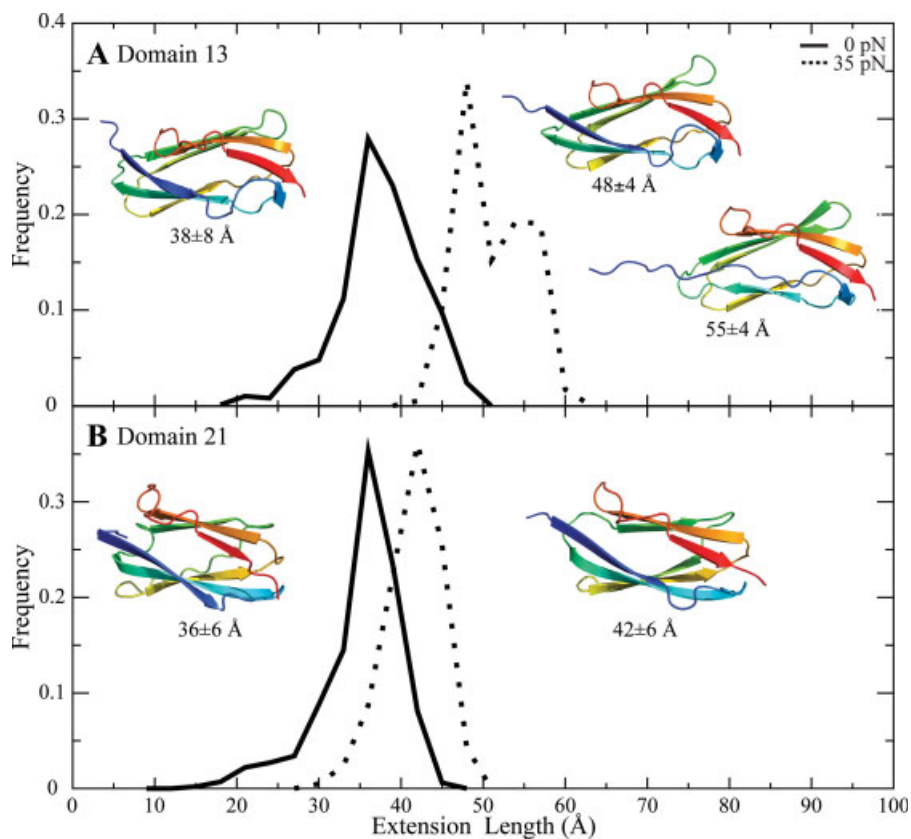 0.4
A Domain 13
0 pN
35 pN
0.3
0.2
0.1
0
Frequency
38±8 Å
48±4 Å
55±4 Å
B Domain 21
0.3
0.2
0.1
0
Frequency
36±6 Å
42±6 Å
0 10 20 30 40 50 60 70 80 90 100
Extension Length (Å)